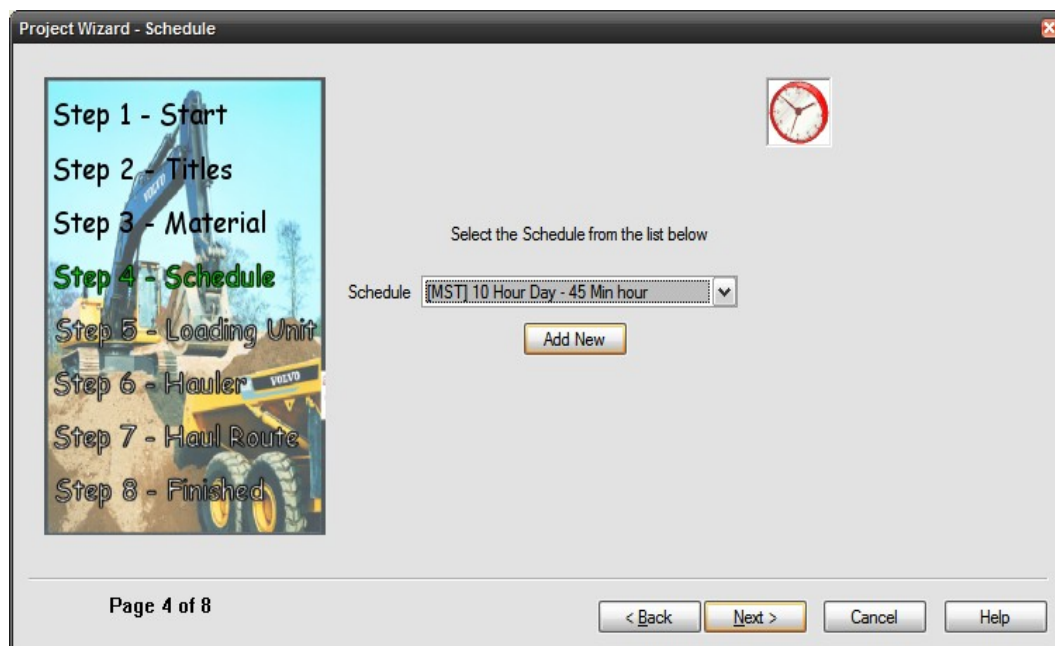 Project Wizard - Schedule
Step 1 - Start
Step 2 - Titles
Step 3 - Material
Step 4 - Schedule
Step 5 - Loading Unit
Step 6 - Hauler
Step 7 - Haul Route
Step 8 - Finished
VOLVO
VOLVO
Select the Schedule from the list below
Schedule [MST] 10 Hour Day - 45 Min hour
Add New
Page 4 of 8
< Back Next > Cancel Help